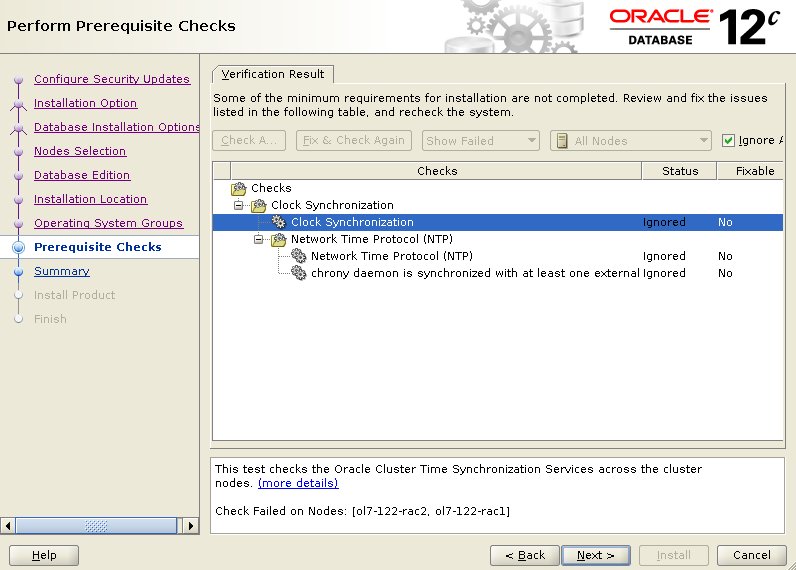 Perform Prerequisite Checks
ORACLE
DATABASE
12c
Configure Security Updates
Installation Option
Database Installation Options
Nodes Selection
Database Edition
Installation Location
Operating System Groups
Prerequisite Checks
Summary
Install Product
Finish
Verification Result
Some of the minimum requirements for installation are not completed. Review and fix the issues
listed in the following table, and recheck the system.
Check A... Fix & Check Again Show Failed All Nodes Ignore A
Checks Status Fixable
Checks
Clock Synchronization
Clock Synchronization Ignored No
Network Time Protocol (NTP)
Network Time Protocol (NTP) Ignored No
chrony daemon is synchronized with at least one external Ignored No
This test checks the Oracle Cluster Time Synchronization Services across the cluster
nodes. (more details)
Check Failed on Nodes: [ol7-122-rac2, ol7-122-rac1]
Help < Back Next > Install Cancel